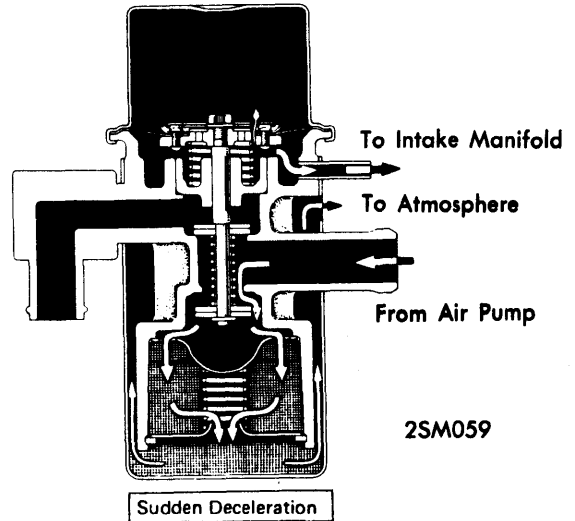 To Intake Manifold
To Atmosphere
From Air Pump
2SM059
Sudden Deceleration